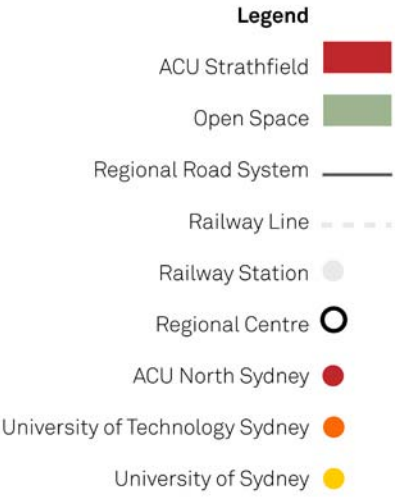 Legend
ACU Strathfield
Open Space
Regional Road System
Railway Line
Railway Station
Regional Centre
ACU North Sydney
University of Technology Sydney
University of Sydney